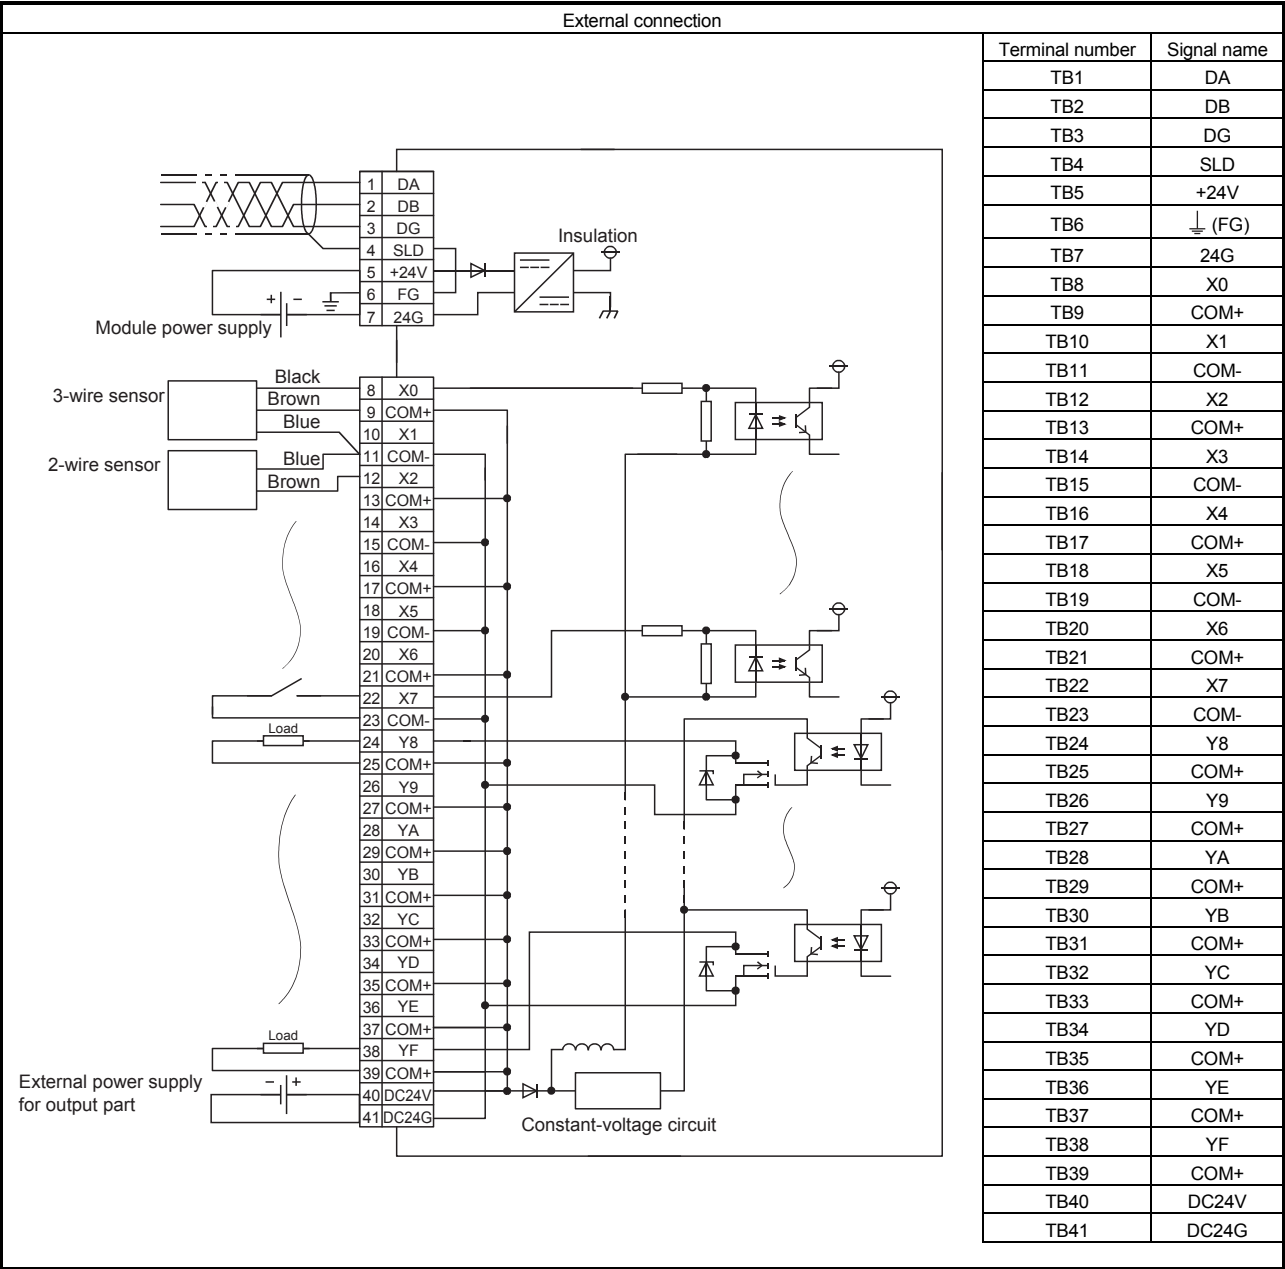 External connection
Terminal number Signal name
TB1 DA
TB2 DB
TB3 DG
TB4 SLD
TB5 +24V
TB6 ⏚ (FG)
TB7 24G
TB8 X0
TB9 COM+
TB10 X1
TB11 COM-
TB12 X2
TB13 COM+
TB14 X3
TB15 COM-
TB16 X4
TB17 COM+
TB18 X5
TB19 COM-
TB20 X6
TB21 COM+
TB22 X7
TB23 COM-
TB24 Y8
TB25 COM+
TB26 Y9
TB27 COM+
TB28 YA
TB29 COM+
TB30 YB
TB31 COM+
TB32 YC
TB33 COM+
TB34 YD
TB35 COM+
TB36 YE
TB37 COM+
TB38 YF
TB39 COM+
TB40 DC24V
TB41 DC24G
1 DA
2 DB
3 DG
4 SLD
5 +24V
6 FG
7 24G
Insulation
+ −
Module power supply
8 X0
9 COM+
10 X1
11 COM-
12 X2
13 COM+
14 X3
15 COM-
16 X4
17 COM+
18 X5
19 COM-
20 X6
21 COM+
22 X7
23 COM-
24 Y8
25 COM+
26 Y9
27 COM+
28 YA
29 COM+
30 YB
31 COM+
32 YC
33 COM+
34 YD
35 COM+
36 YE
37 COM+
38 YF
39 COM+
40 DC24V
41 DC24G
3-wire sensor
Black
Brown
Blue
2-wire sensor
Blue
Brown
Load
Load
External power supply
for output part
− +
Constant-voltage circuit